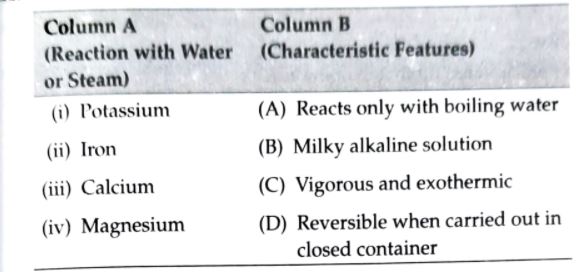 Column A Column B
(Reaction with Water (Characteristic Features)
or Steam)
(i) Potassium (A) Reacts only with boiling water
(ii) Iron (B) Milky alkaline solution
(iii) Calcium (C) Vigorous and exothermic
(iv) Magnesium (D) Reversible when carried out in
closed container